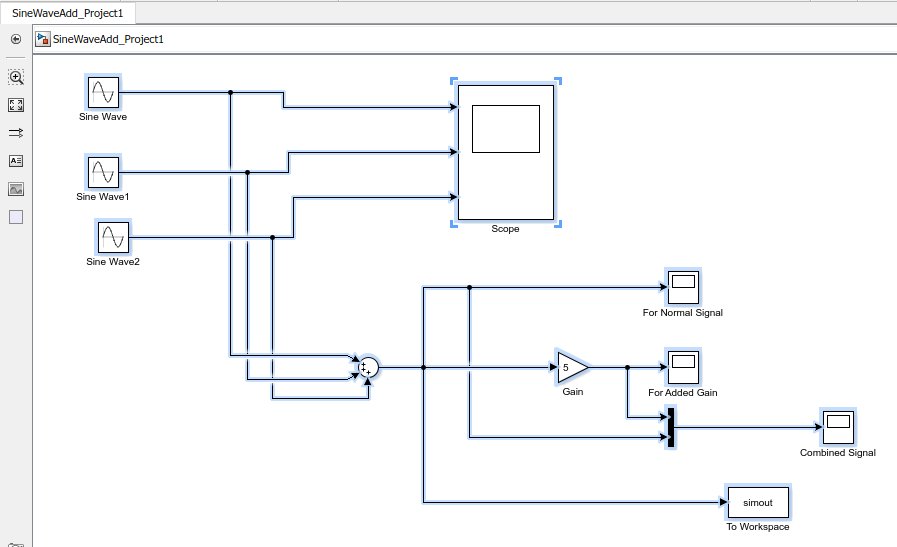 SineWaveAdd_Project1
SineWaveAdd_Project1
Sine Wave
Sine Wave1
Sine Wave2
Scope
For Normal Signal
5
Gain
For Added Gain
Combined Signal
simout
To Workspace